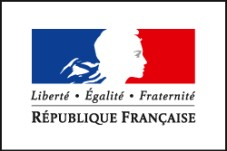 Liberté • Égalité • Fraternité
RÉPUBLIQUE FRANÇAISE